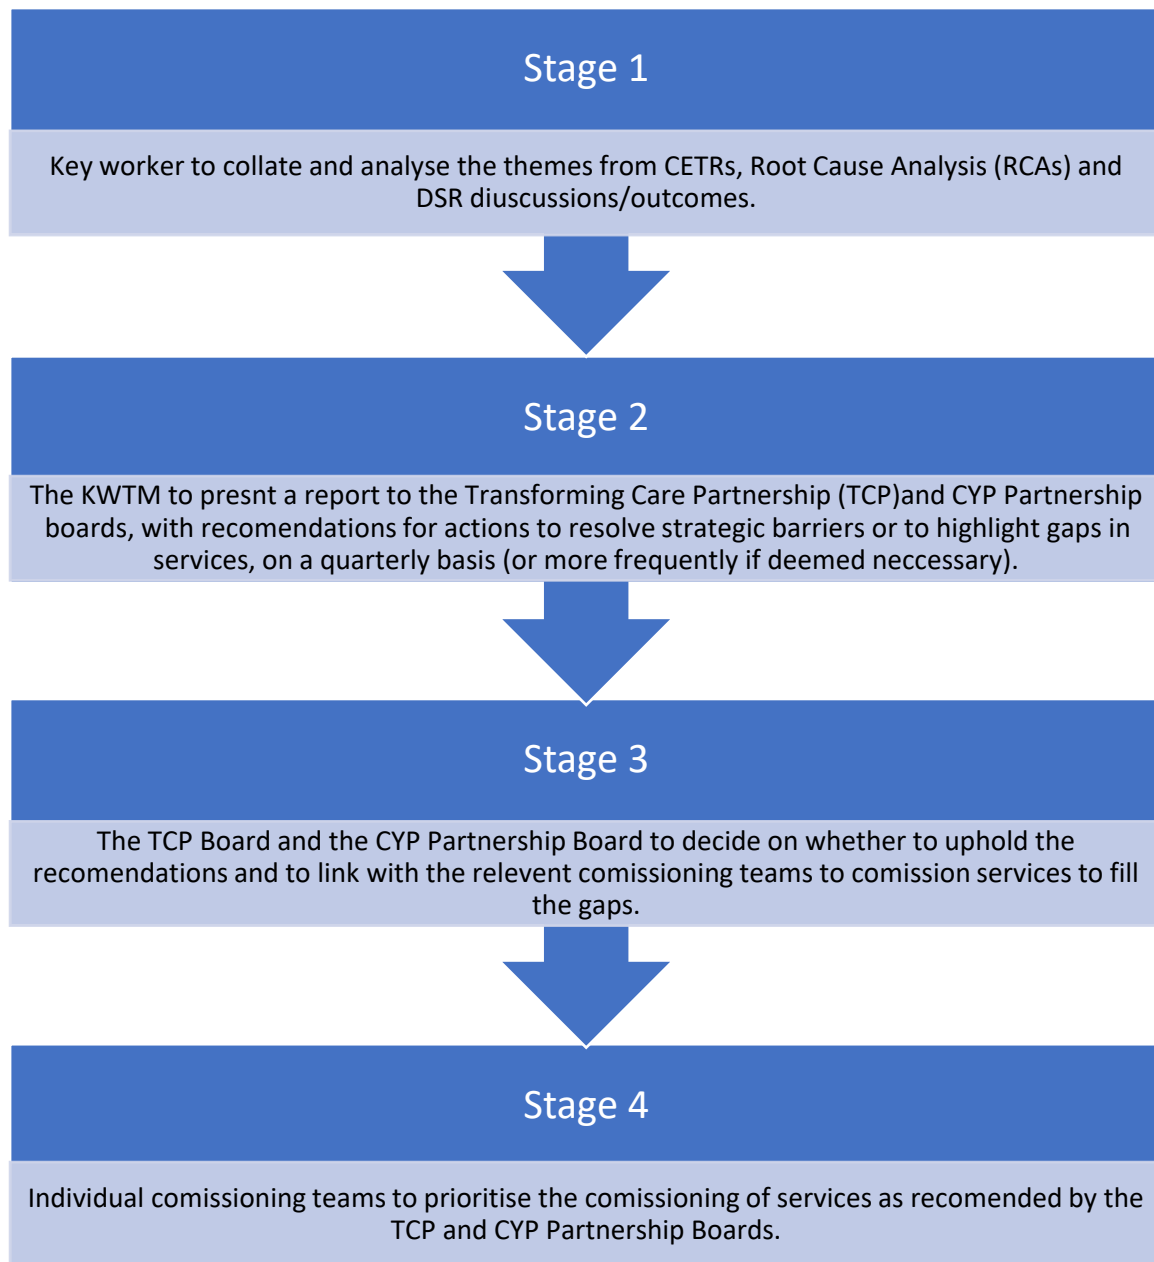 Stage 1
Key worker to collate and analyse the themes from CETRs, Root Cause Analysis (RCAs) and
DSR diuscussions/outcomes.
Stage 2
The KWTM to presnt a report to the Transforming Care Partnership (TCP)and CYP Partnership
boards, with recomendations for actions to resolve strategic barriers or to highlight gaps in
services, on a quarterly basis (or more frequently if deemed neccessary).
Stage 3
The TCP Board and the CYP Partnership Board to decide on whether to uphold the
recomendations and to link with the relevent comissioning teams to comission services to fill
the gaps.
Stage 4
Individual comissioning teams to prioritise the comissioning of services as recomended by the
TCP and CYP Partnership Boards.